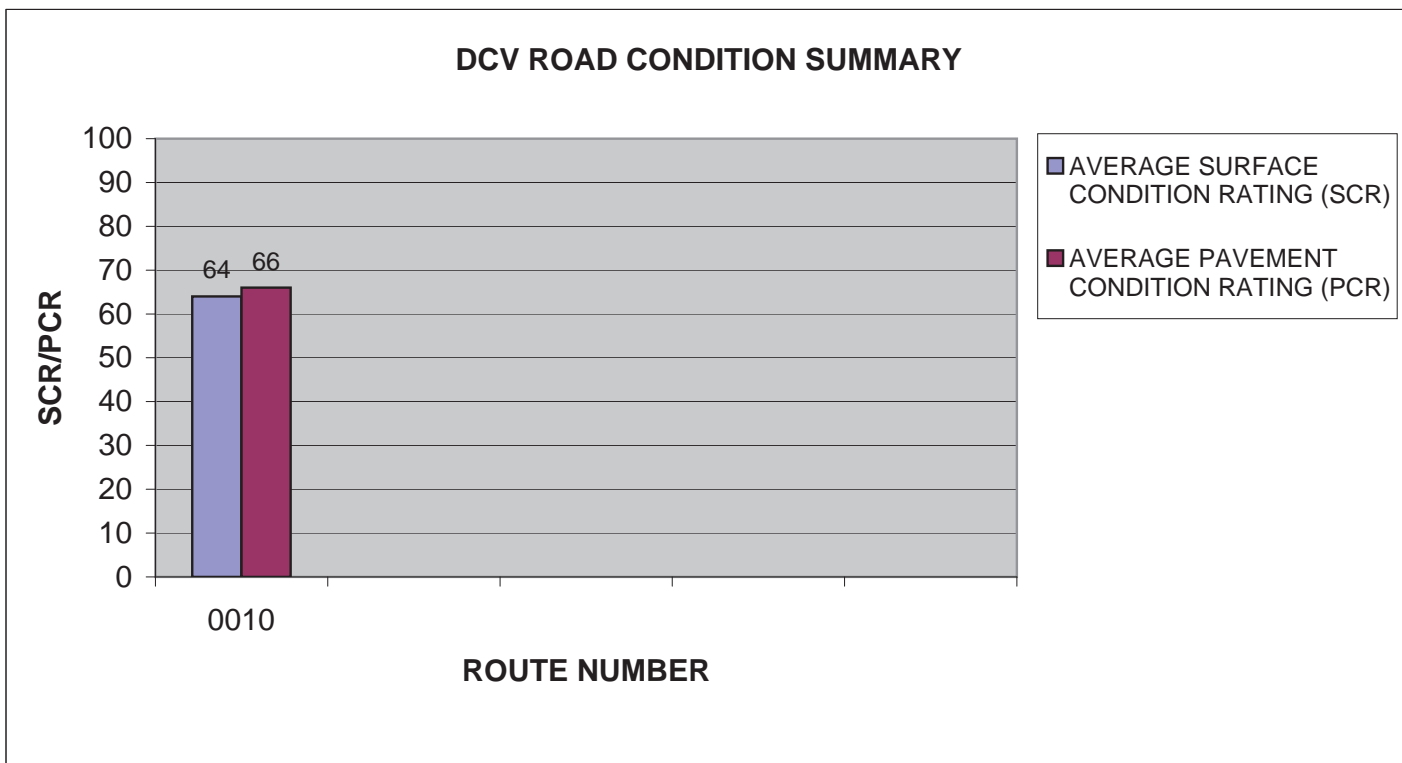 DCV ROAD CONDITION SUMMARY
100
90
80
70
60
50
40
30
20
10
0
SCR/PCR
64
66
0010
ROUTE NUMBER
AVERAGE SURFACE
CONDITION RATING (SCR)
AVERAGE PAVEMENT
CONDITION RATING (PCR)